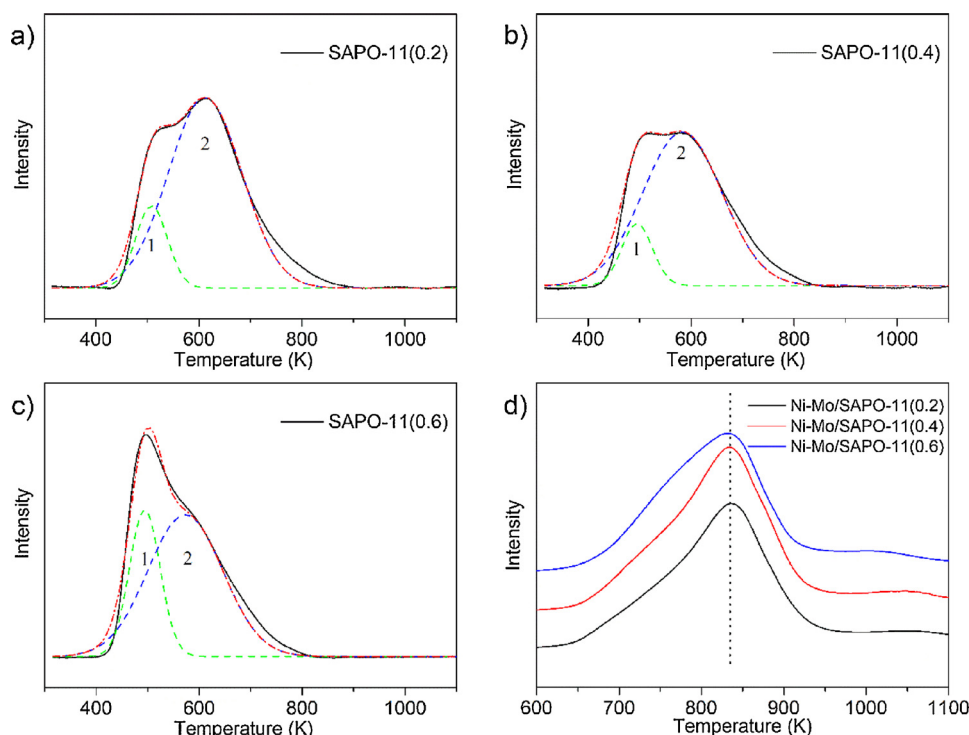 a)
SAPO-11(0.2)
Intensity
1
2
400 600 800 1000
Temperature (K)
b)
SAPO-11(0.4)
Intensity
1
2
400 600 800 1000
Temperature (K)
c)
SAPO-11(0.6)
Intensity
1
2
400 600 800 1000
Temperature (K)
d)
Ni-Mo/SAPO-11(0.2)
Ni-Mo/SAPO-11(0.4)
Ni-Mo/SAPO-11(0.6)
Intensity
600 700 800 900 1000 1100
Temperature (K)